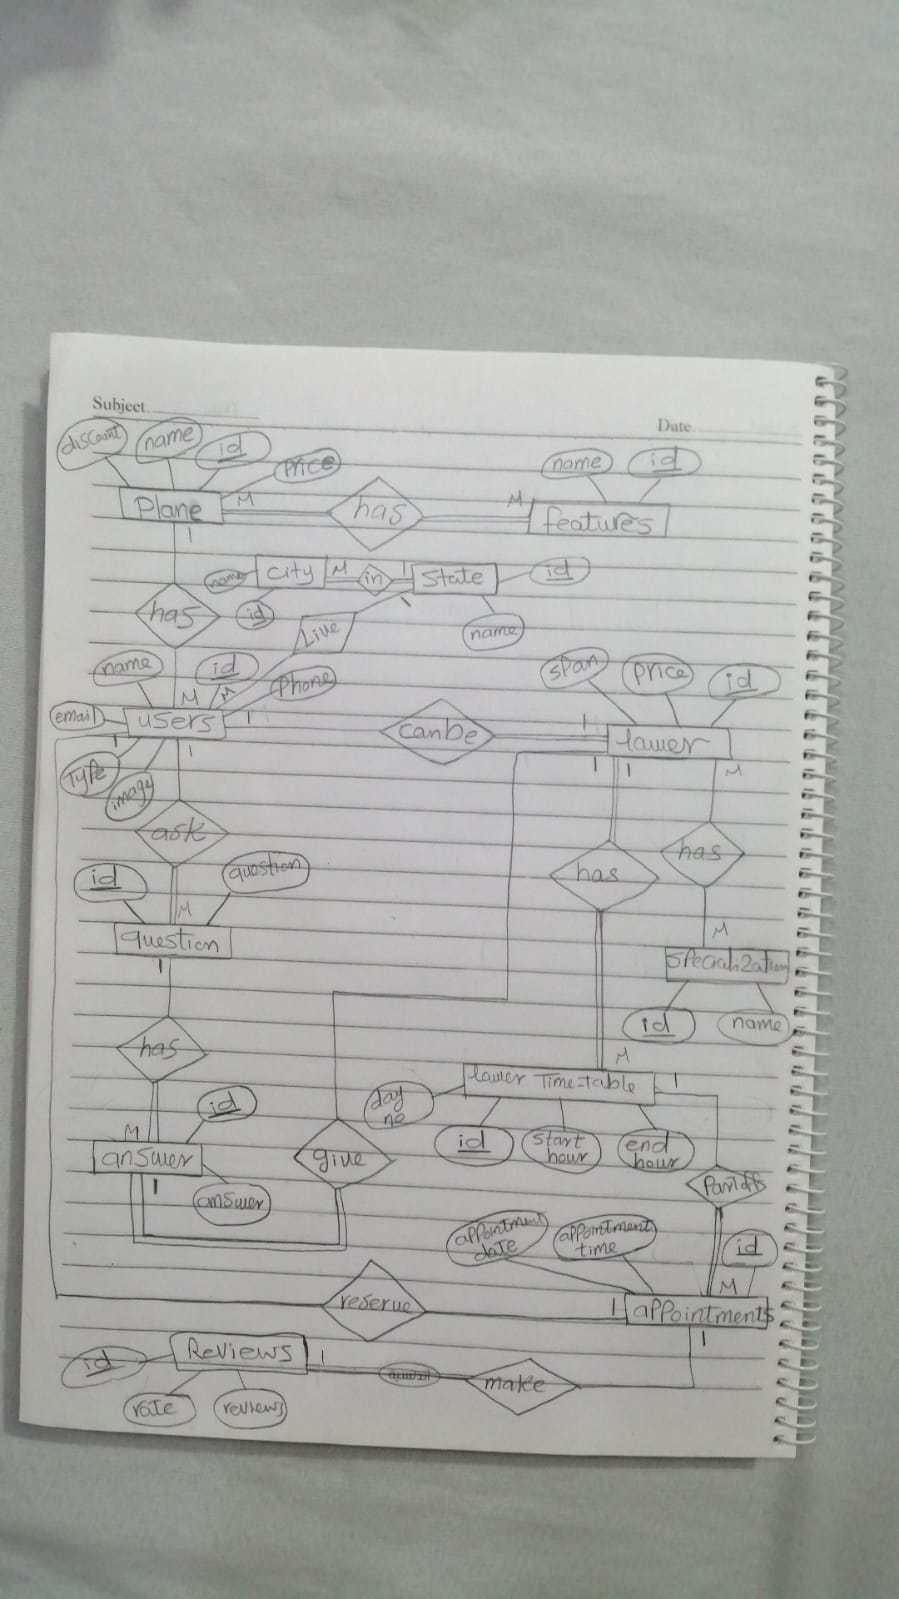 Subject
Date
discount name id price
name id
Plane M has M features
1
name City M in 1 State id
id
1
has
Live
name
name id
span price id
Phone
M M
email users 1 canbe 1 lawer
1 1
1 1 M
Type
image
ask
has has
id question
M M
question
1
specialization
id name
has
M
lawer Time-table 1
id
day no
id start hour end hour
M
answer give
Part of
1
answer
appointment date appointment time id
M
reserve 1 appointments
1
Reviews 1
id
make
rate reviews